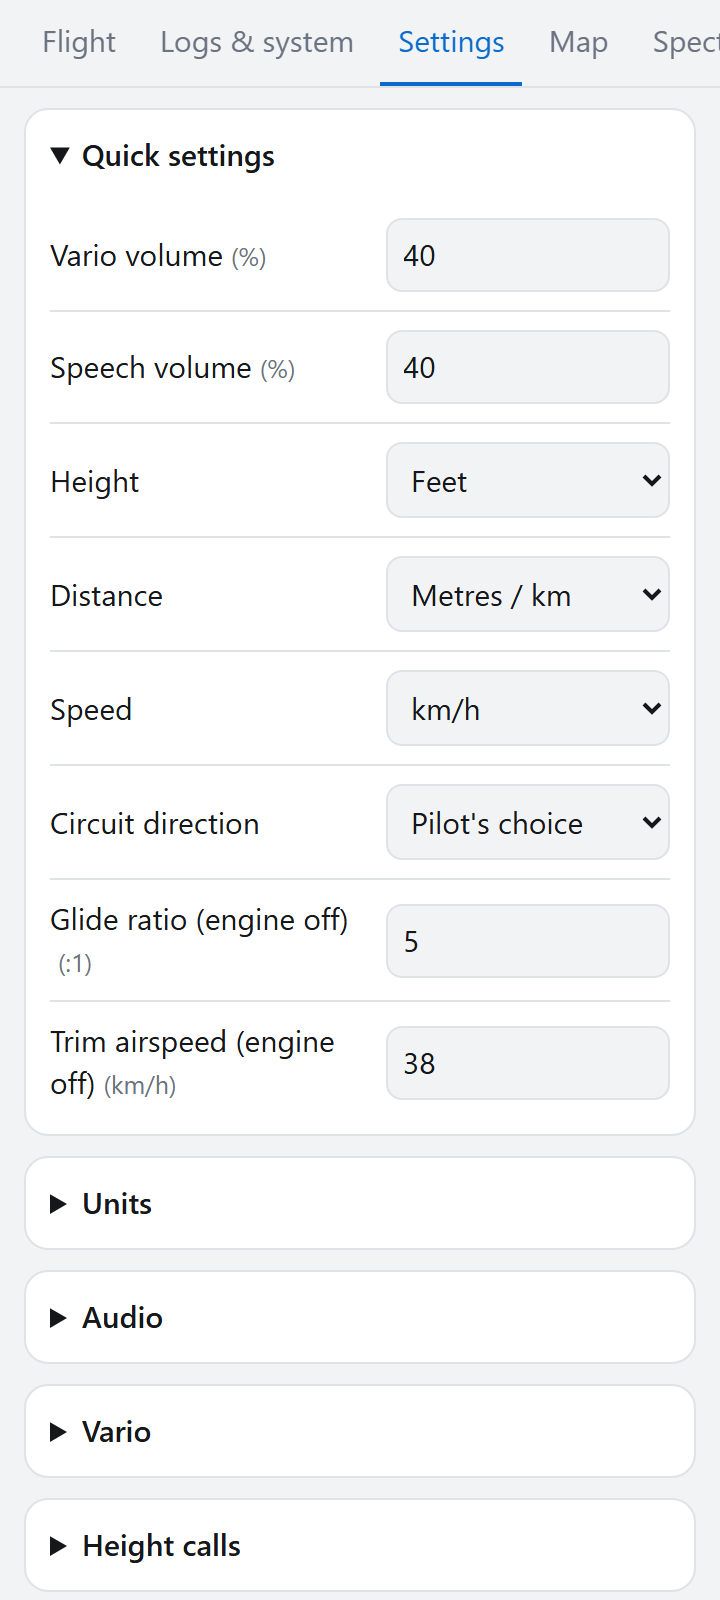 Flight Logs & system Settings Map Spect
Quick settings
Vario volume (%) 40
Speech volume (%) 40
Height Feet
Distance Metres / km
Speed km/h
Circuit direction Pilot's choice
Glide ratio (engine off)
(:1) 5
Trim airspeed (engine
off) (km/h) 38
Units
Audio
Vario
Height calls